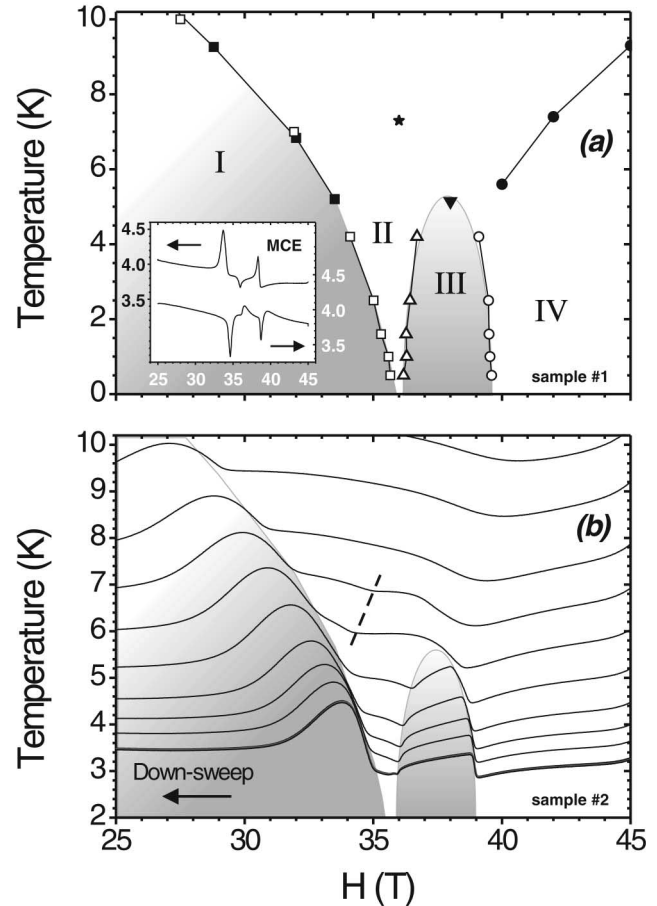 10
8
6
4
2
0
Temperature (K)
(a)
I
II
III
IV
MCE
4.5
4.0
3.5
4.5
4.0
3.5
25 30 35 40 45
sample #1
10
9
8
7
6
5
4
3
2
Temperature (K)
(b)
Down-sweep
sample #2
25 30 35 40 45
H (T)